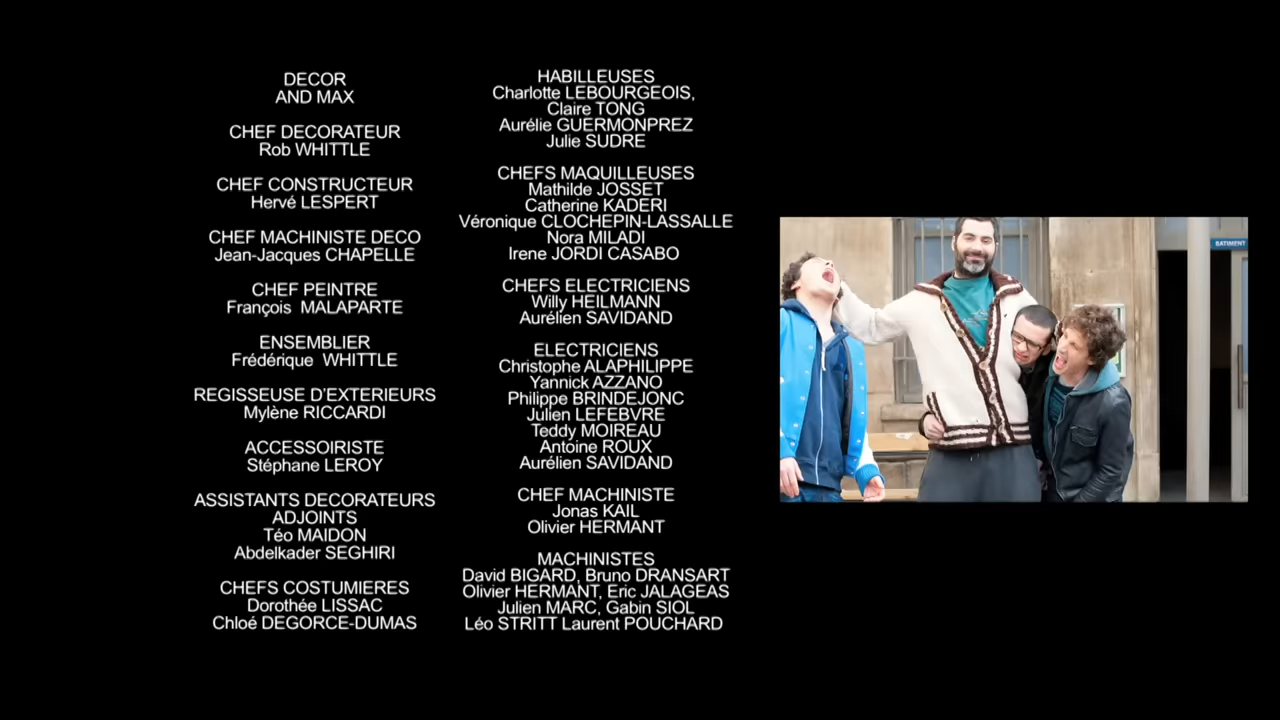 DECOR
AND MAX
CHEF DECORATEUR
Rob WHITTLE
CHEF CONSTRUCTEUR
Hervé LESPERT
CHEF MACHINISTE DECO
Jean-Jacques CHAPELLE
CHEF PEINTRE
François MALAPARTE
ENSEMBLIER
Frédérique WHITTLE
REGISSEUSE D'EXTERIEURS
Mylène RICCARDI
ACCESSOIRISTE
Stéphane LEROY
ASSISTANTS DECORATEURS
ADJOINTS
Téo MAIDON
Abdelkader SEGHIRI
CHEFS COSTUMIERES
Dorothée LISSAC
Chloé DEGORCE-DUMAS
HABILLEUSES
Charlotte LEBOURGEOIS,
Claire TONG
Aurélie GUERMONPREZ
Julie SUDRE
CHEFS MAQUILLEUSES
Mathilde JOSSET
Catherine KADERI
Véronique CLOCHEPIN-LASSALLE
Nora MILADI
Irene JORDI CASABO
CHEFS ELECTRICIENS
Willy HEILMANN
Aurélien SAVIDAND
ELECTRICIENS
Christophe ALAPHILIPPE
Yannick AZZANO
Philippe BRINDEJONC
Julien LEFEBVRE
Teddy MOIREAU
Antoine ROUX
Aurélien SAVIDAND
CHEF MACHINISTE
Jonas KAIL
Olivier HERMANT
MACHINISTES
David BIGARD, Bruno DRANSART
Olivier HERMANT, Eric JALAGEAS
Julien MARC, Gabin SIOL
Léo STRITT Laurent POUCHARD
BATIMENT